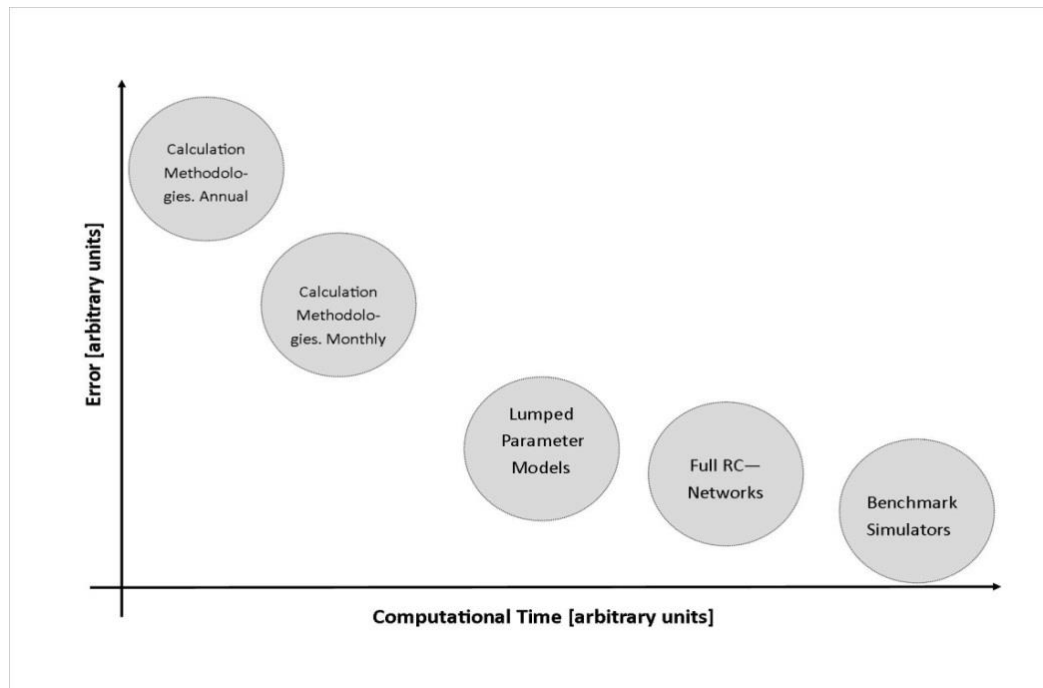 Calculation
Methodolo-
gies. Annual
Calculation
Methodolo-
gies. Monthly
Lumped
Parameter
Models
Full RC—
Networks
Benchmark
Simulators
Error [arbitrary units]
Computational Time [arbitrary units]